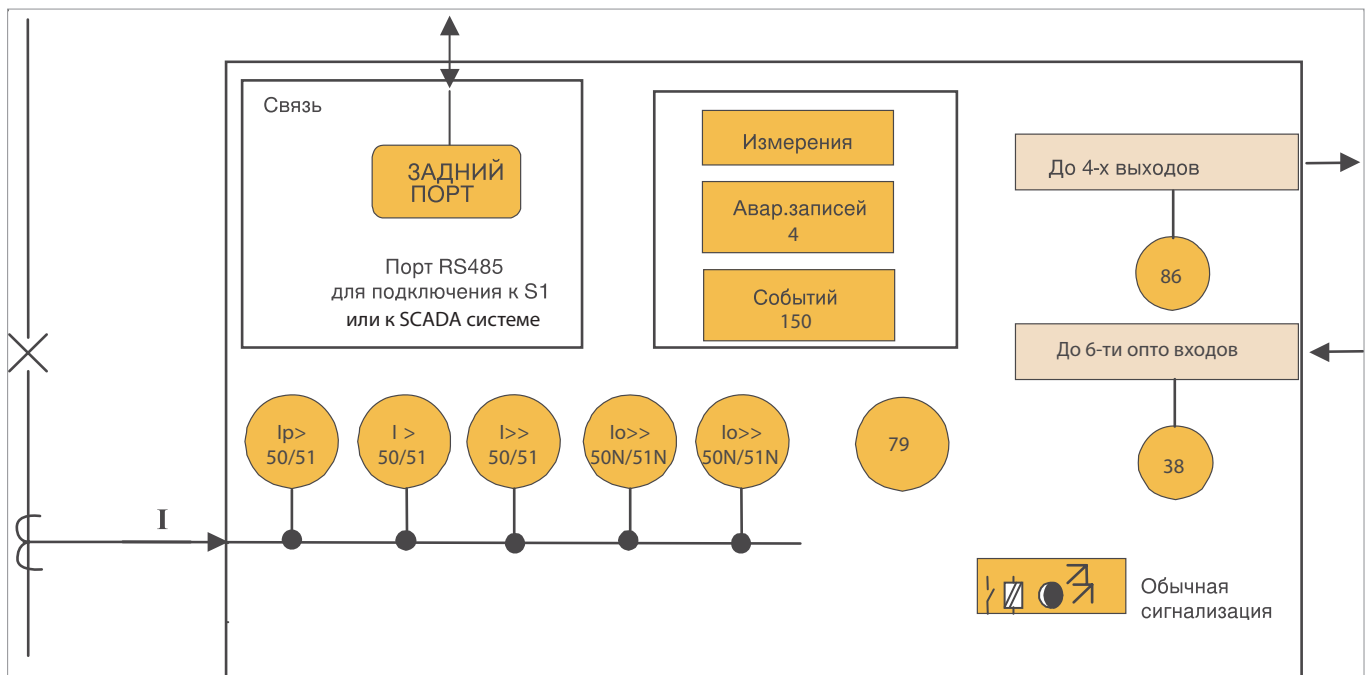 Связь
ЗАДНИЙ
ПОРТ
Порт RS485
для подключения к S1
или к SCADA системе
Измерения
Авар.записей
4
Событий
150
До 4-х выходов
86
До 6-ти опто входов
38
Ip>
50/51
I >
50/51
I>>
50/51
Io>>
50N/51N
Io>>
50N/51N
79
I
Обычная
сигнализация